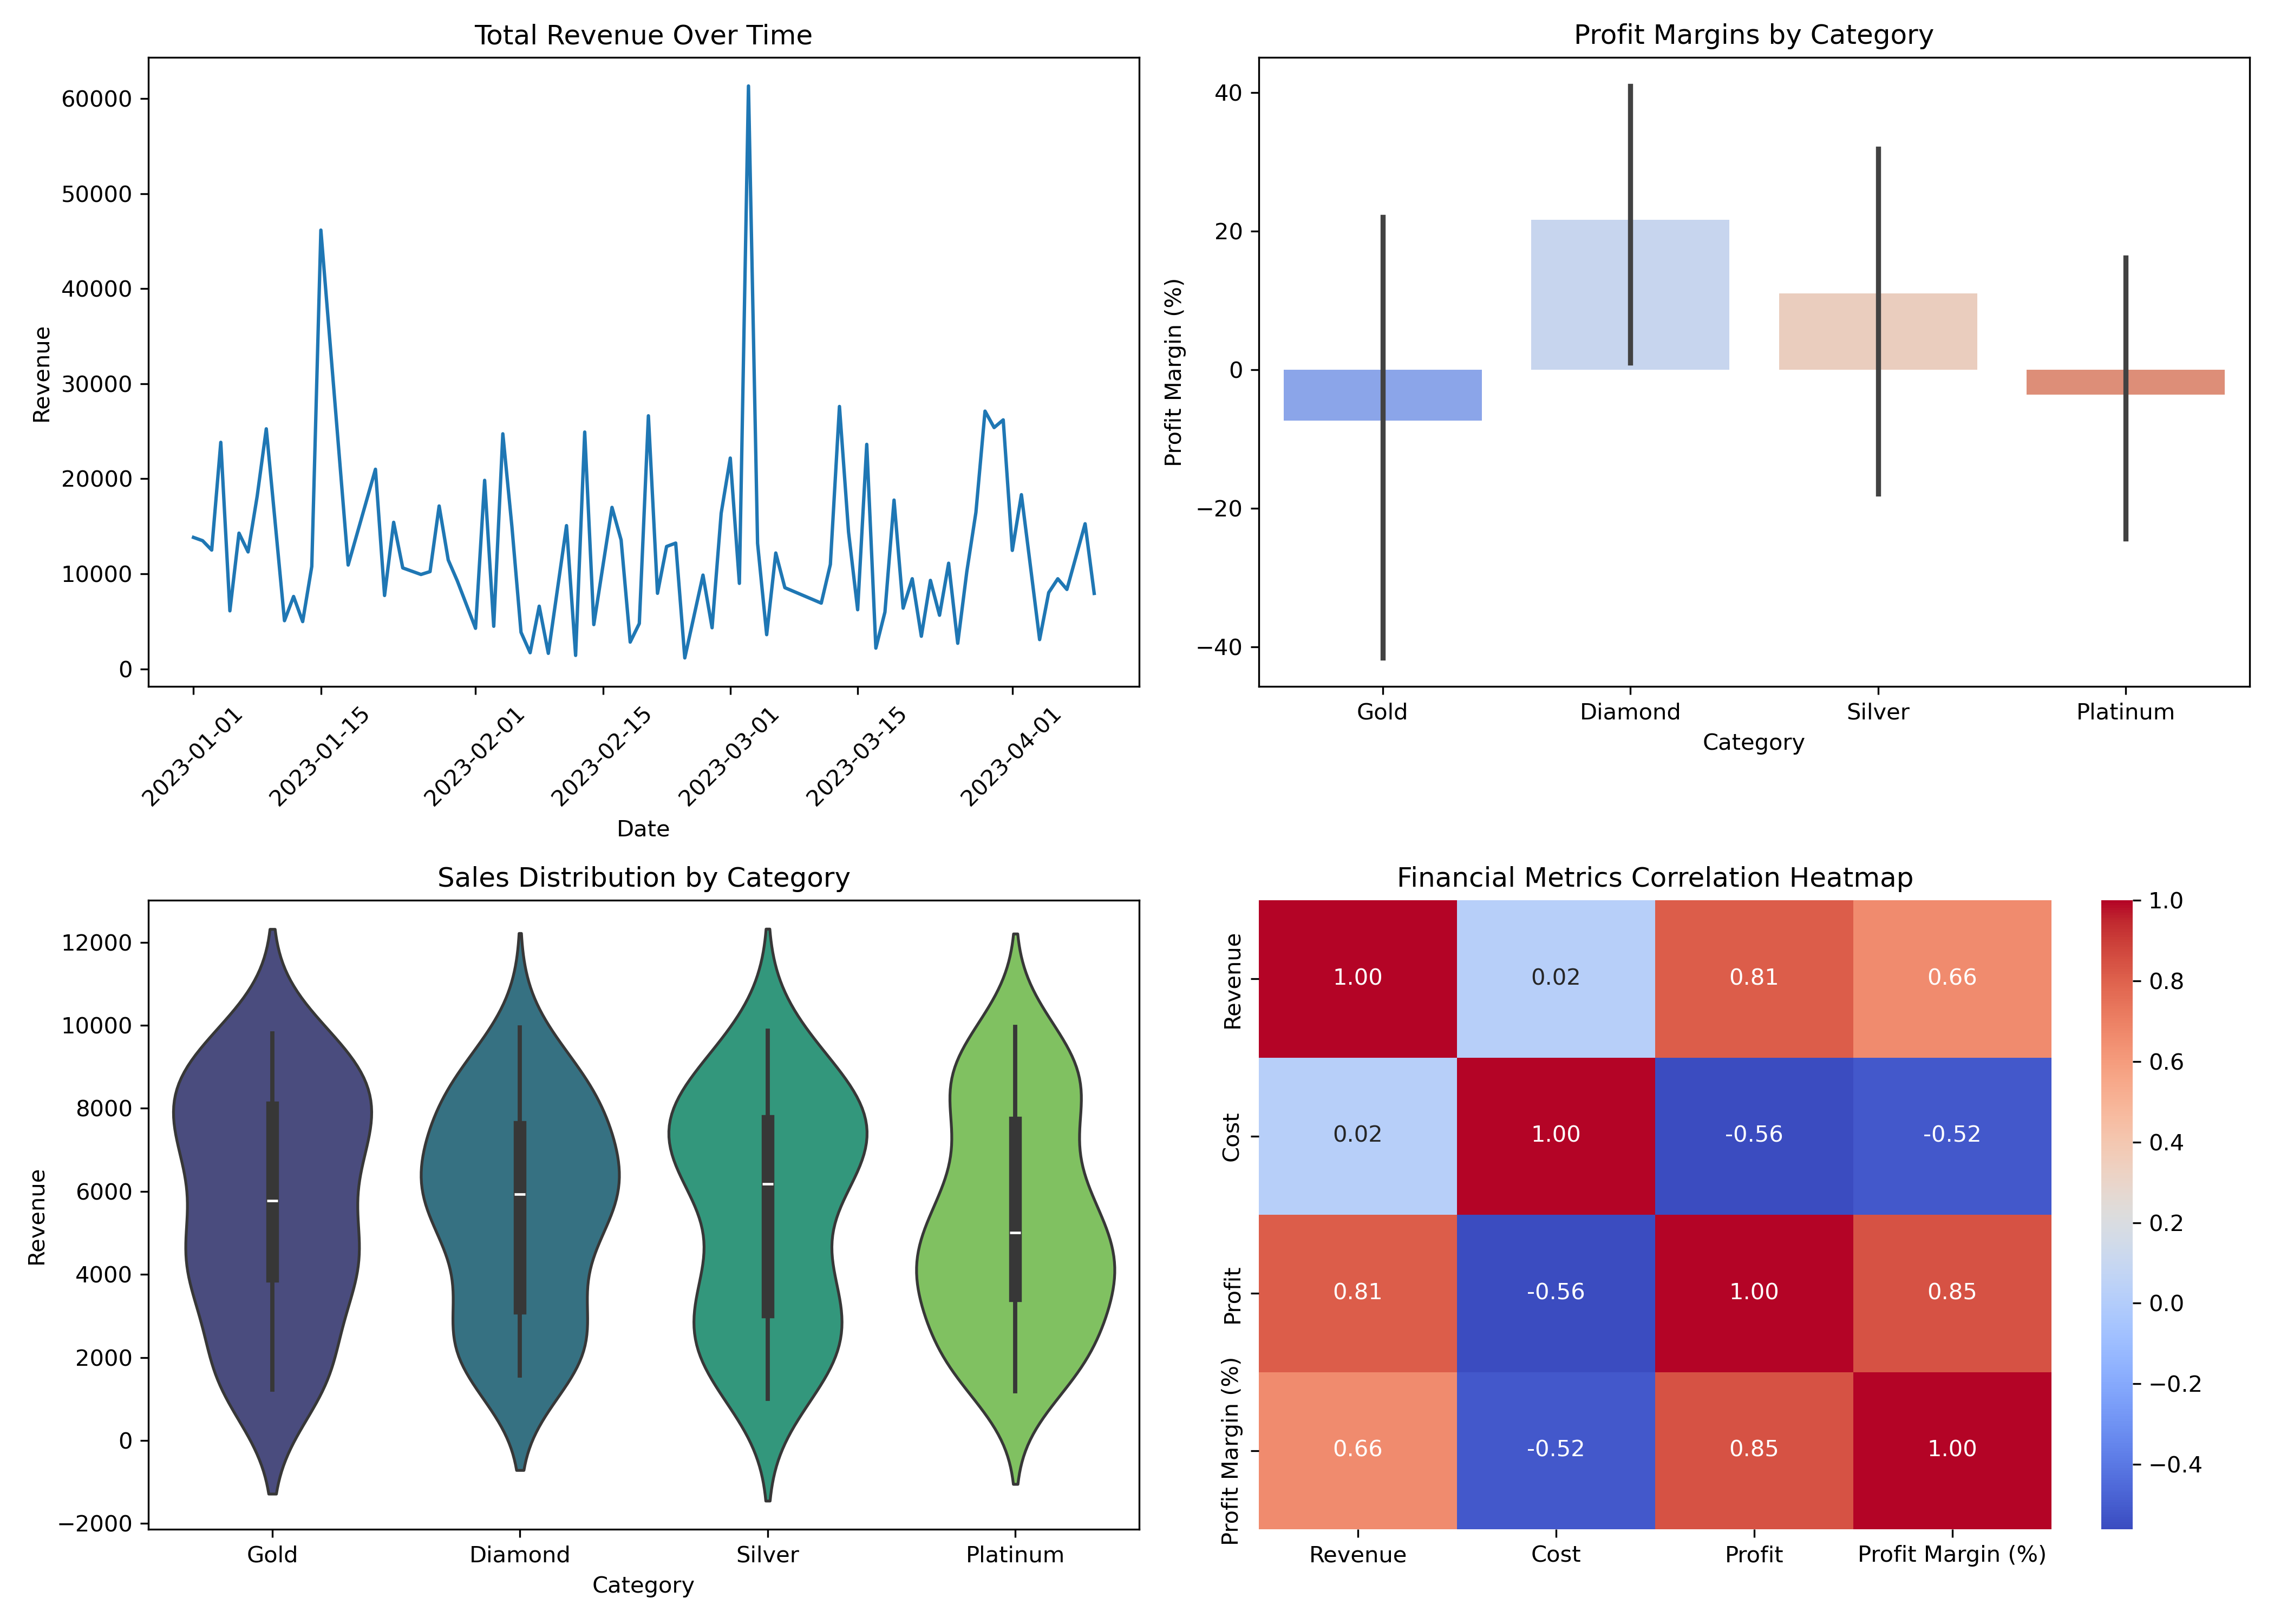 Total Revenue Over Time
Revenue
60000
50000
40000
30000
20000
10000
0
2023-01-01
2023-01-15
2023-02-01
2023-02-15
2023-03-01
2023-03-15
2023-04-01
Date
Profit Margins by Category
Profit Margin (%)
40
20
0
−20
−40
Gold Diamond Silver Platinum
Category
Sales Distribution by Category
Revenue
12000
10000
8000
6000
4000
2000
0
−2000
Gold Diamond Silver Platinum
Category
Financial Metrics Correlation Heatmap
Revenue 1.00 0.02 0.81 0.66
Cost 0.02 1.00 -0.56 -0.52
Profit 0.81 -0.56 1.00 0.85
Profit Margin (%) 0.66 -0.52 0.85 1.00
Revenue Cost Profit Profit Margin (%)
1.0
0.8
0.6
0.4
0.2
0.0
−0.2
−0.4